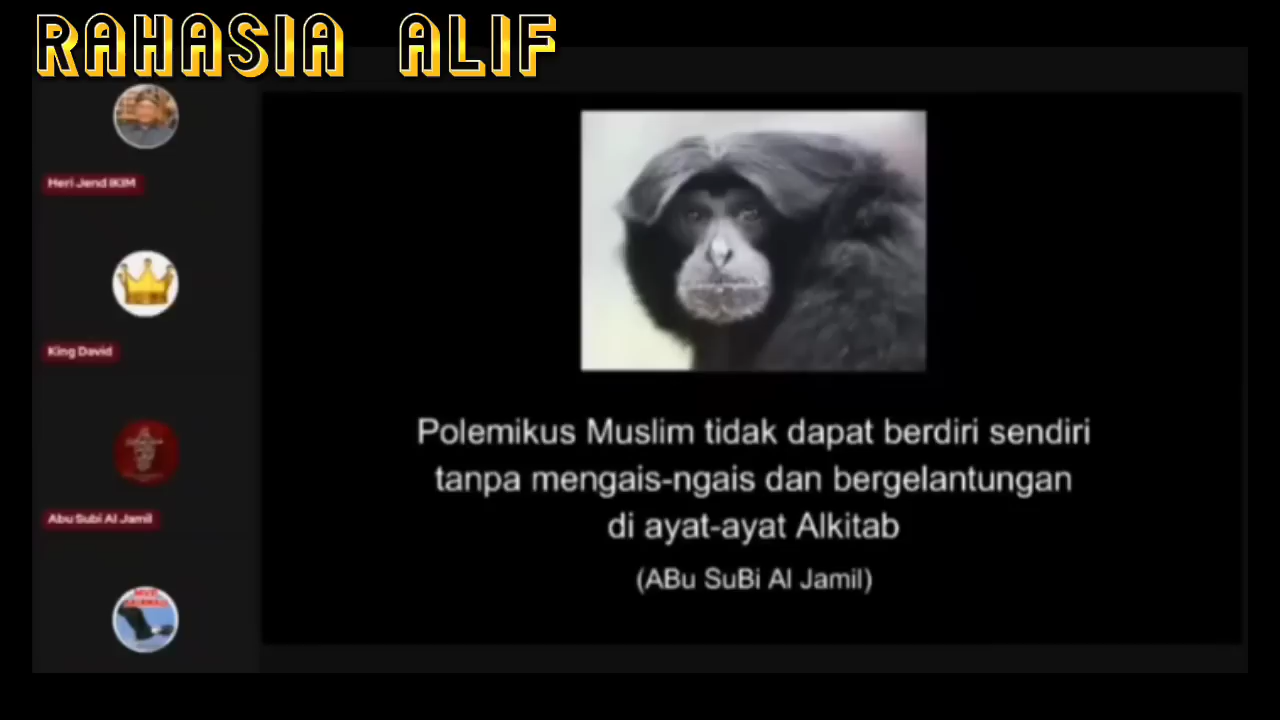 RAHASIA ALIF
Heri Jend IKIM
King David
Abu Subi Al Jamil
Polemikus Muslim tidak dapat berdiri sendiri
tanpa mengais-ngais dan bergelantungan
di ayat-ayat Alkitab
(ABu SuBi Al Jamil)